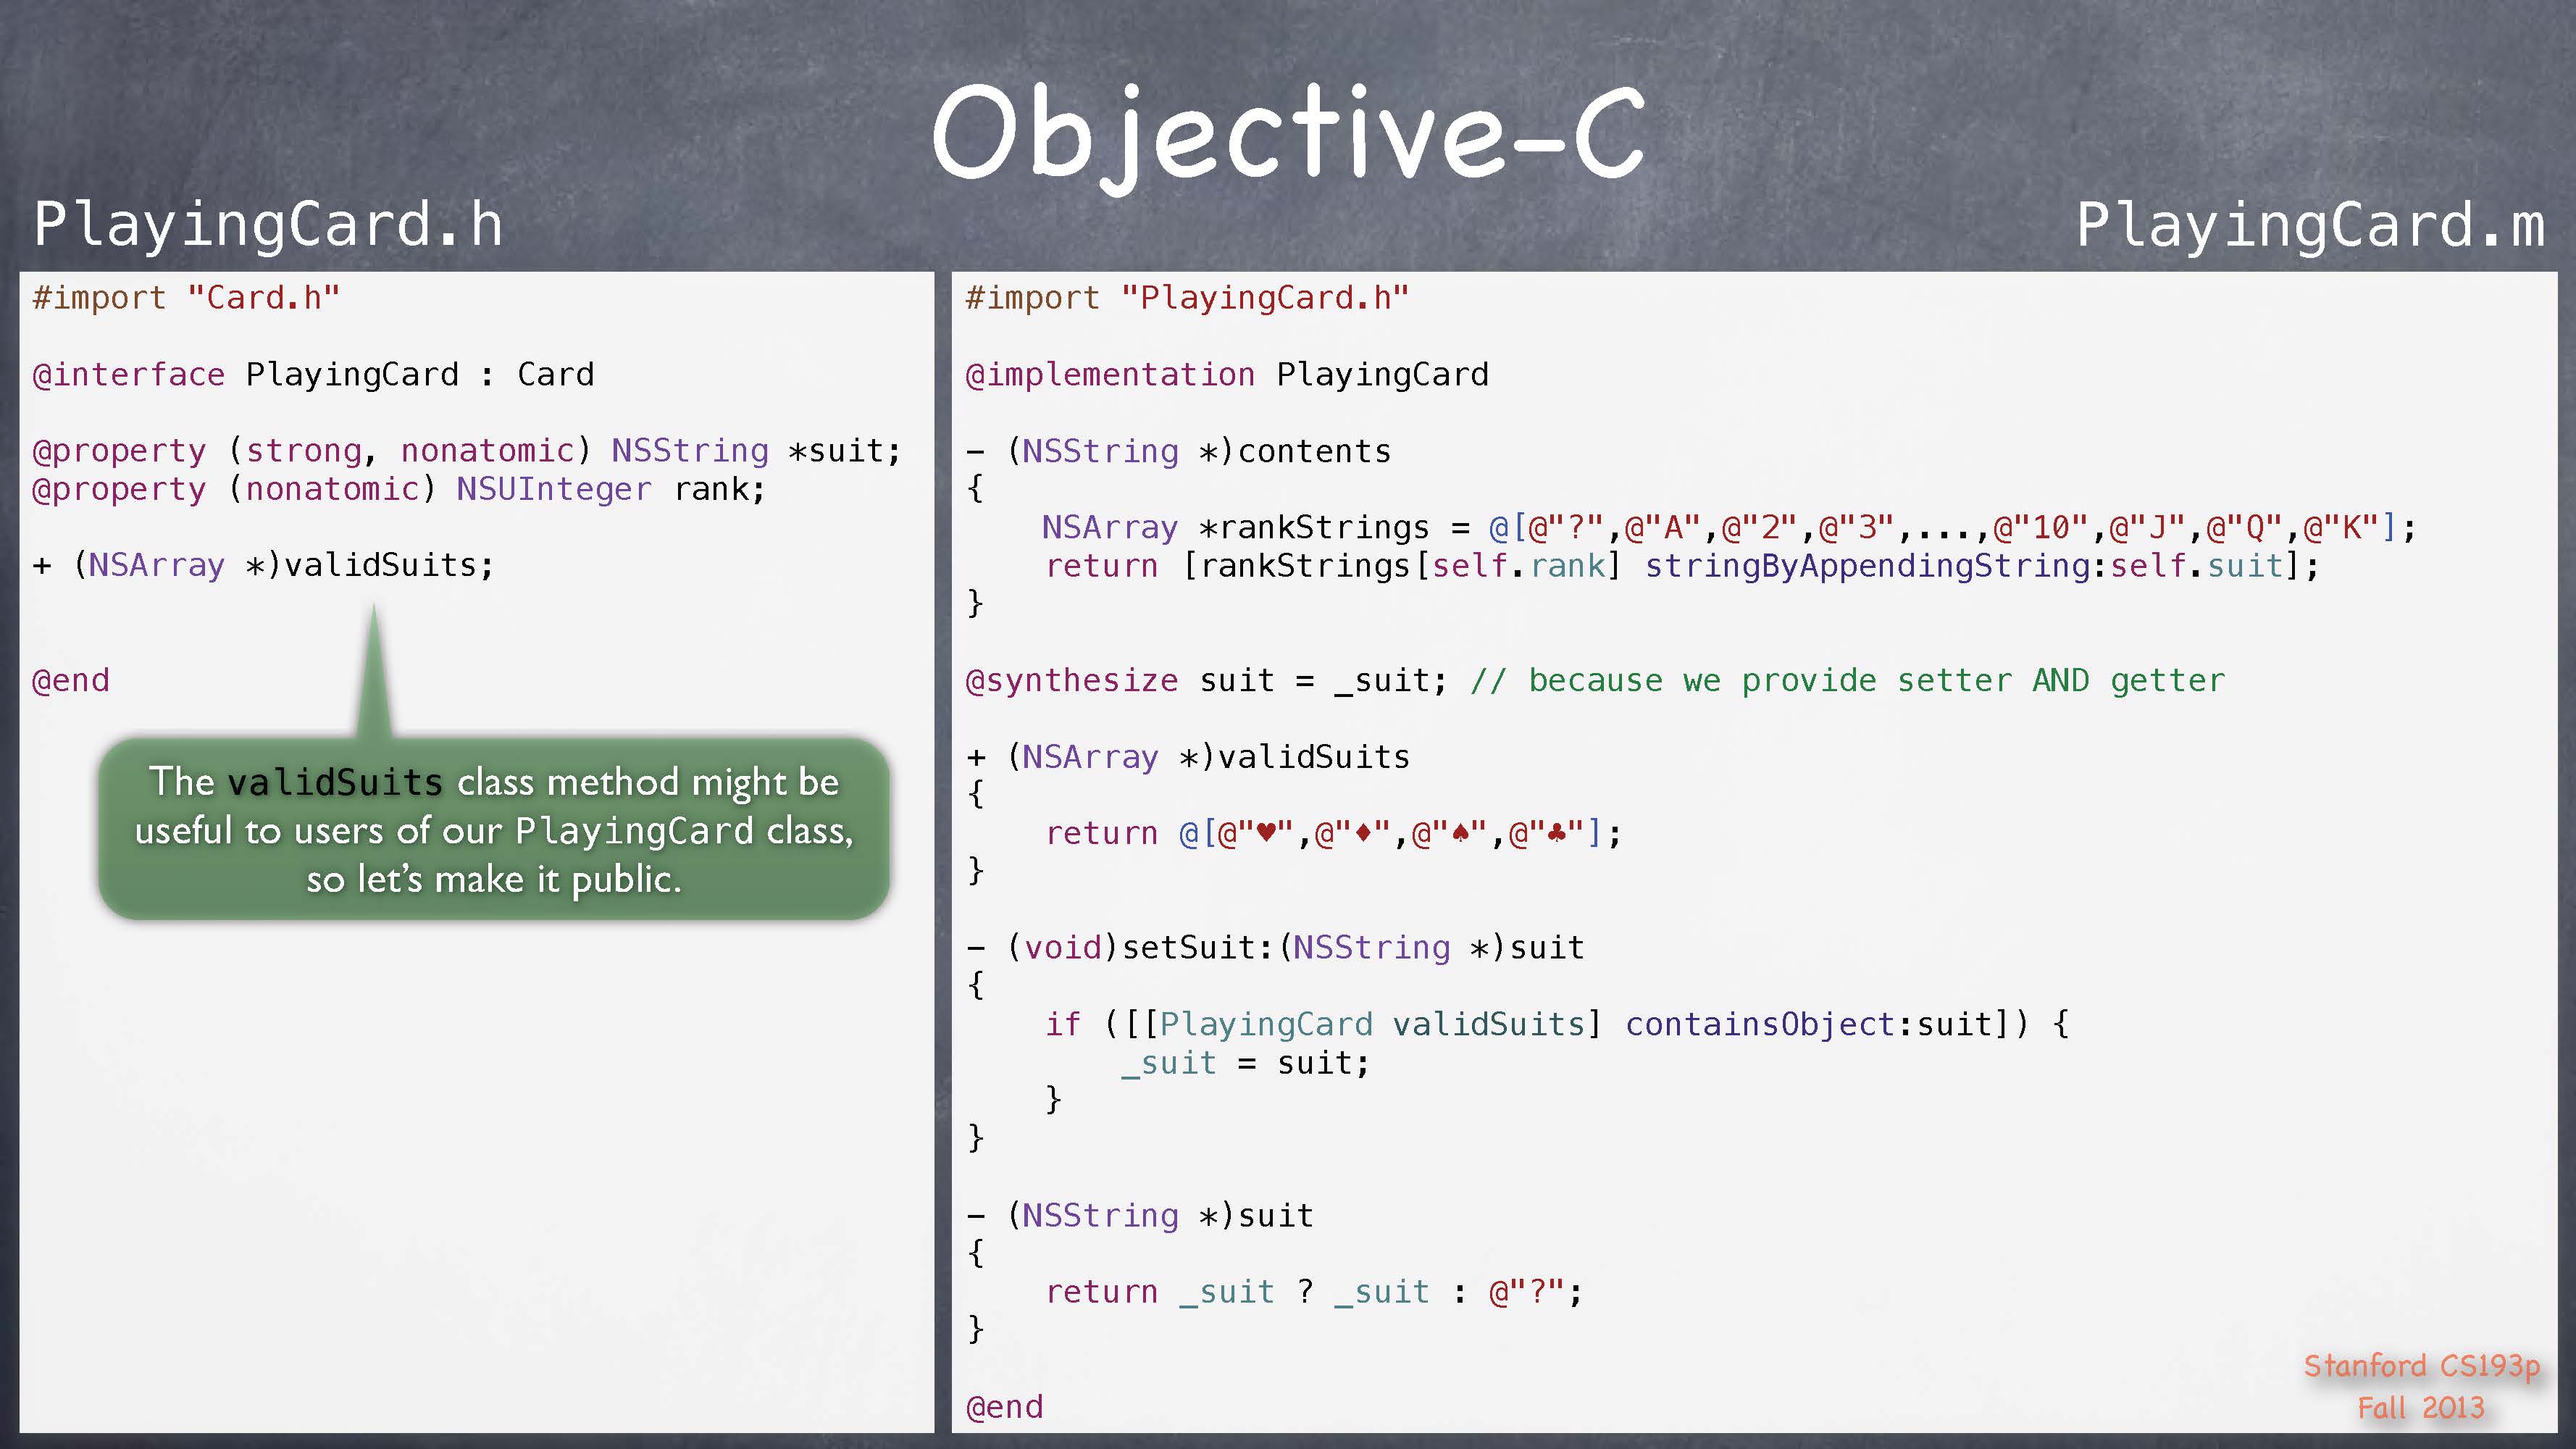 Objective-C
PlayingCard.h
#import "Card.h"
@interface PlayingCard : Card
@property (strong, nonatomic) NSString *suit;
@property (nonatomic) NSUInteger rank;
+ (NSArray *)validSuits;
@end
The validSuits class method might be
useful to users of our PlayingCard class,
so let’s make it public.
PlayingCard.m
#import "PlayingCard.h"
@implementation PlayingCard
- (NSString *)contents
{
    NSArray *rankStrings = @[@"?",@"A",@"2",@"3",...,@"10",@"J",@"Q",@"K"];
    return [rankStrings[self.rank] stringByAppendingString:self.suit];
}
@synthesize suit = _suit; // because we provide setter AND getter
+ (NSArray *)validSuits
{
    return @[@"♥",@"♦",@"♠",@"♣"];
}
- (void)setSuit:(NSString *)suit
{
    if ([[PlayingCard validSuits] containsObject:suit]) {
        _suit = suit;
    }
}
- (NSString *)suit
{
    return _suit ? _suit : @"?";
}
@end
Stanford CS193p
Fall 2013